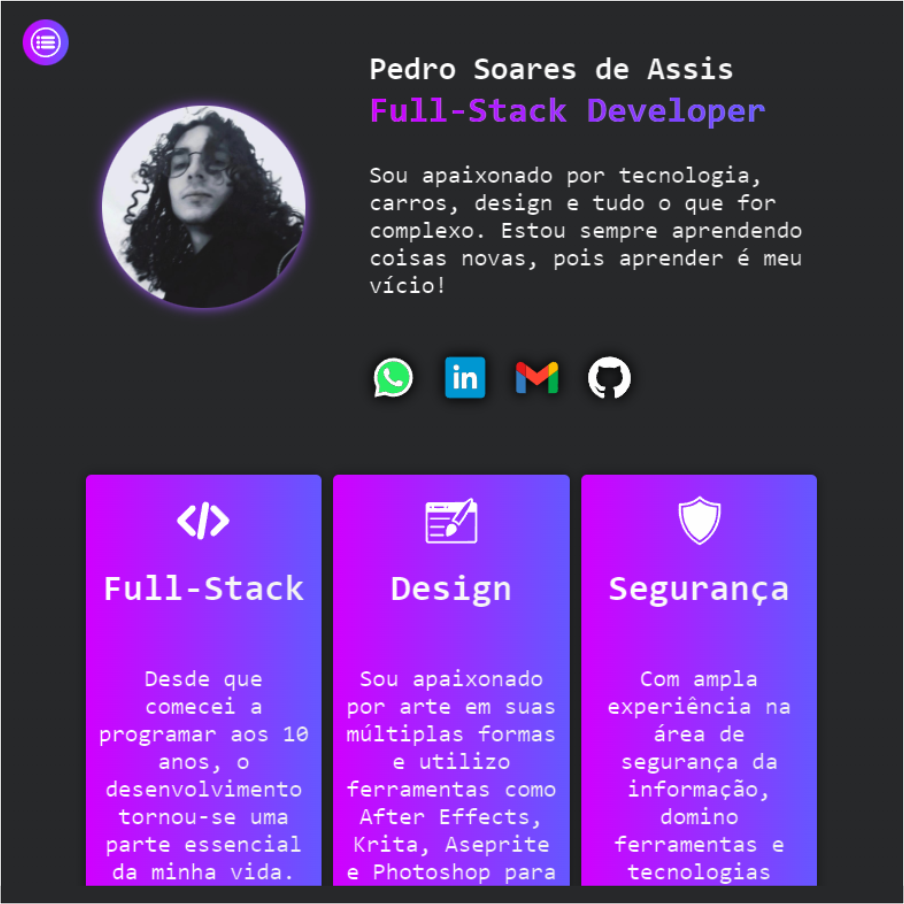 Pedro Soares de Assis
Full-Stack Developer
Sou apaixonado por tecnologia,
carros, design e tudo o que for
complexo. Estou sempre aprendendo
coisas novas, pois aprender é meu
vício!
in
Full-Stack
Desde que
comecei a
programar aos 10
anos, o
desenvolvimento
tornou-se uma
parte essencial
da minha vida.
Design
Sou apaixonado
por arte em suas
múltiplas formas
e utilizo
ferramentas como
After Effects,
Krita, Aseprite
e Photoshop para
Segurança
Com ampla
experiência na
área de
segurança da
informação,
domino
ferramentas e
tecnologias